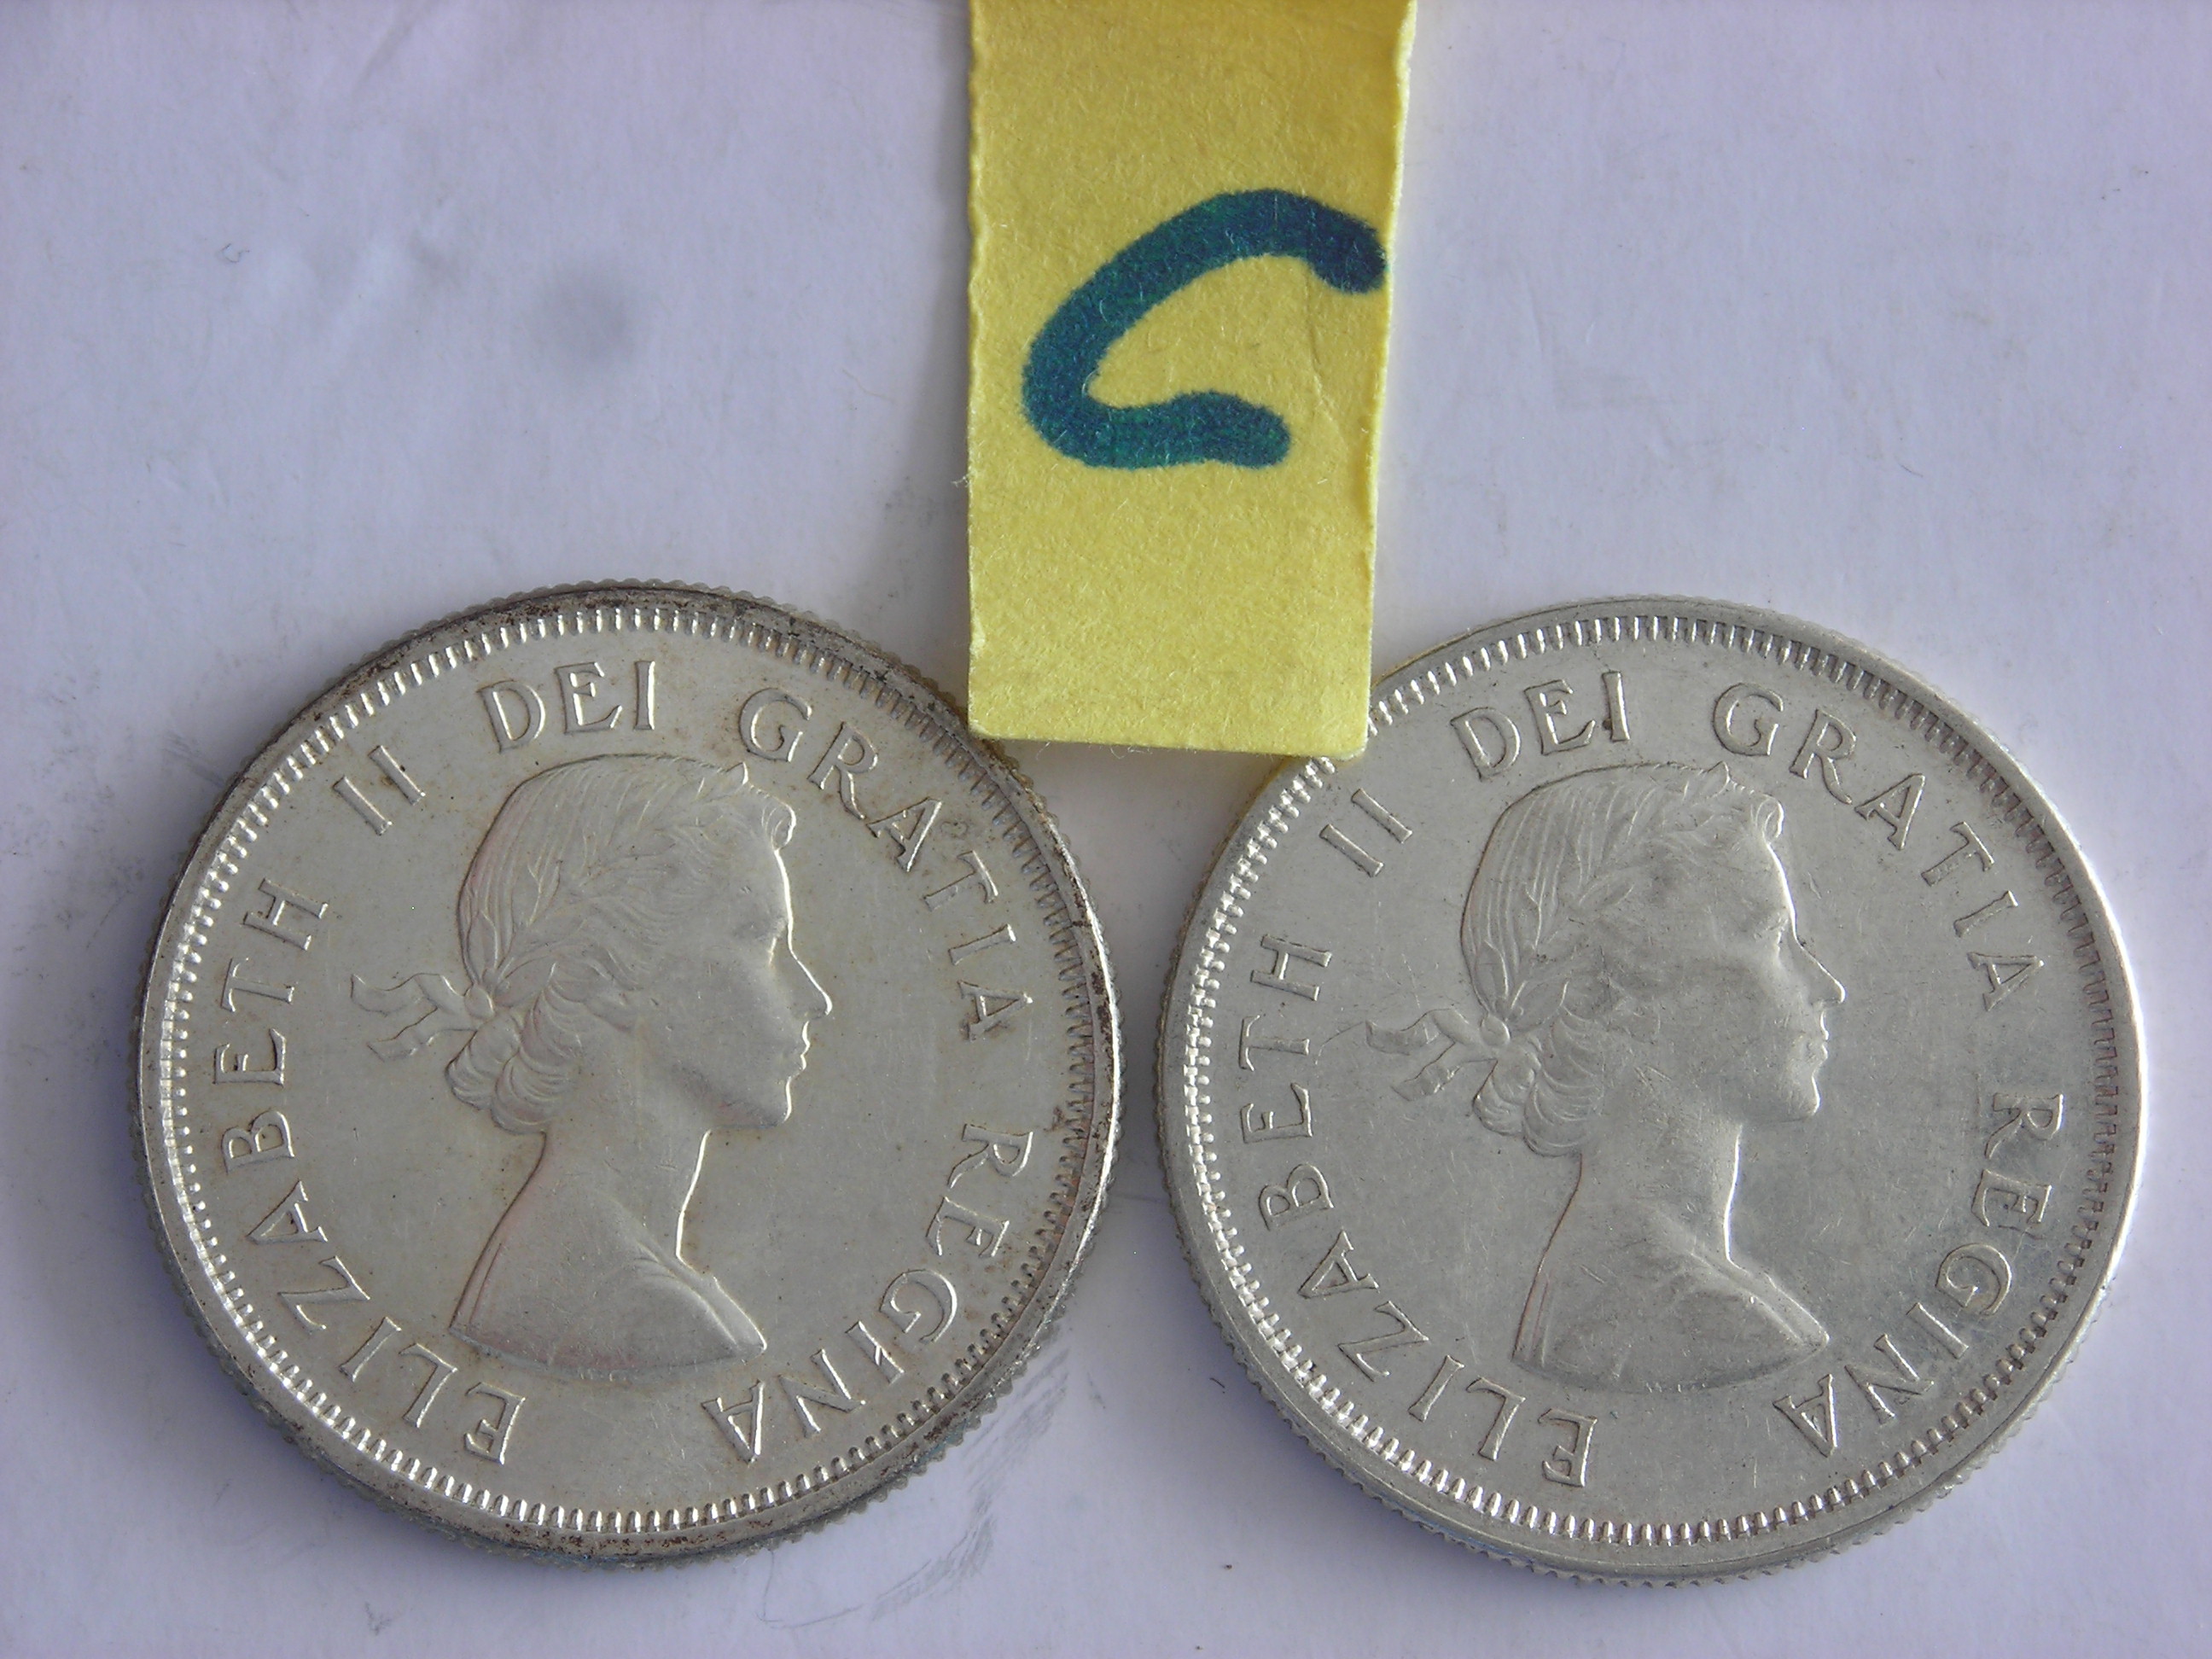 C
ELIZABETH II DEI GRATIA REGINA
ELIZABETH II DEI GRATIA REGINA